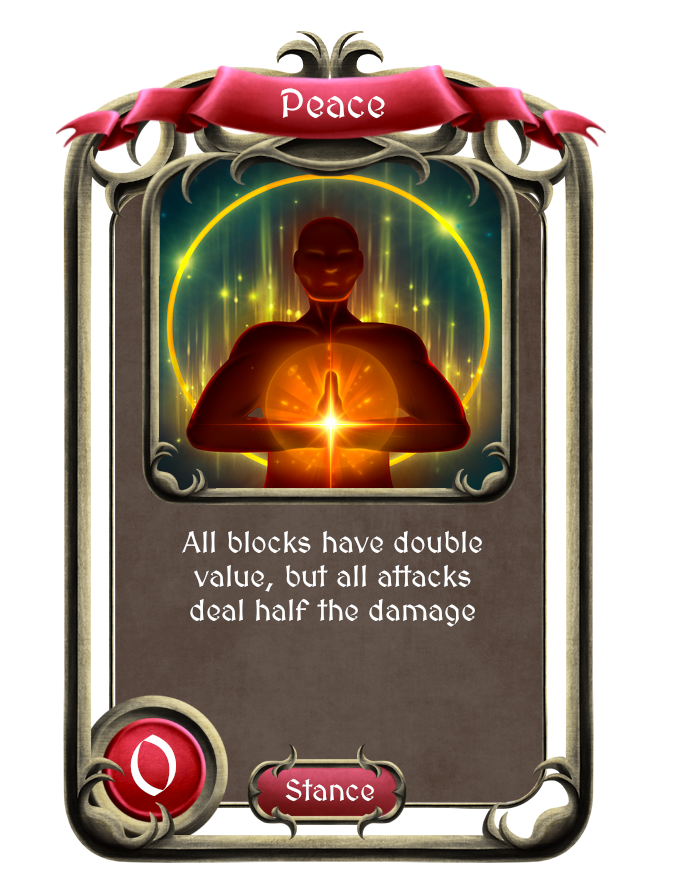 Peace
All blocks have double
value, but all attacks
deal half the damage
0
Stance